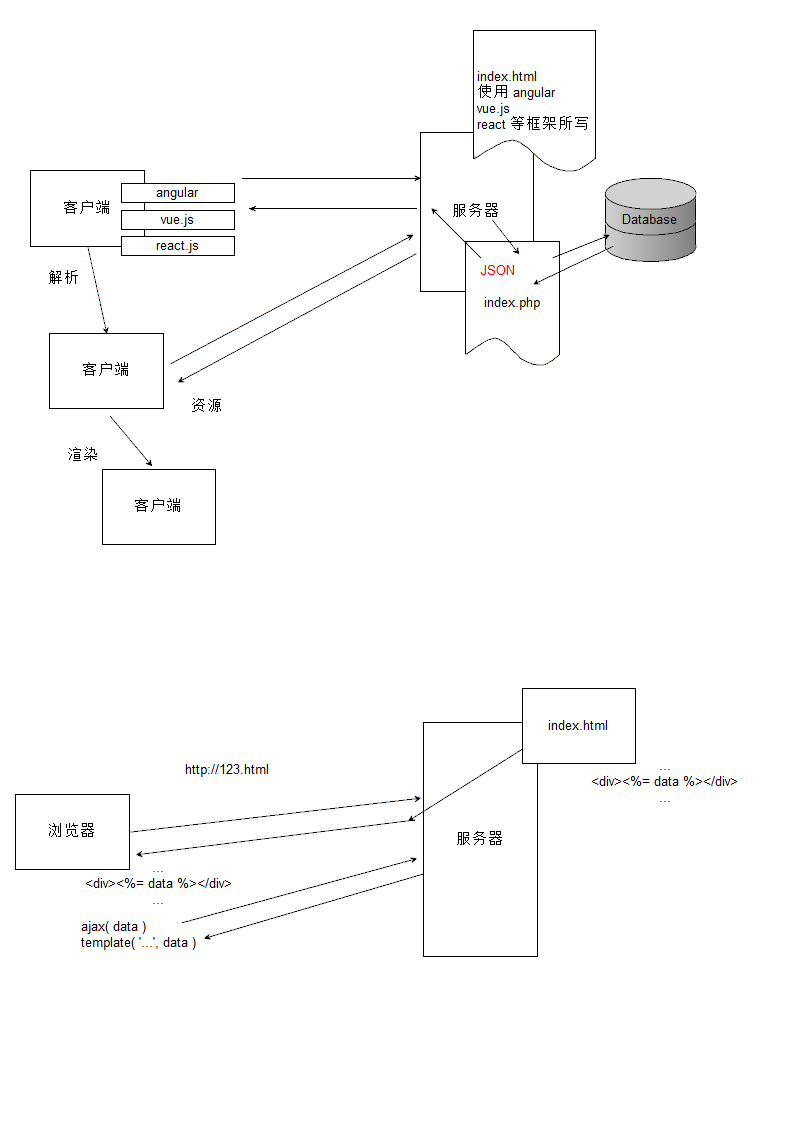 index.html
使用 angular
vue.js
react 等框架所写
客户端
angular
vue.js
react.js
服务器
Database
JSON
index.php
解析
客户端
资源
渲染
客户端
index.html
http://123.html
...
<div><%= data %></div>
...
浏览器
服务器
...
<div><%= data %></div>
...
ajax( data )
template( '...', data )